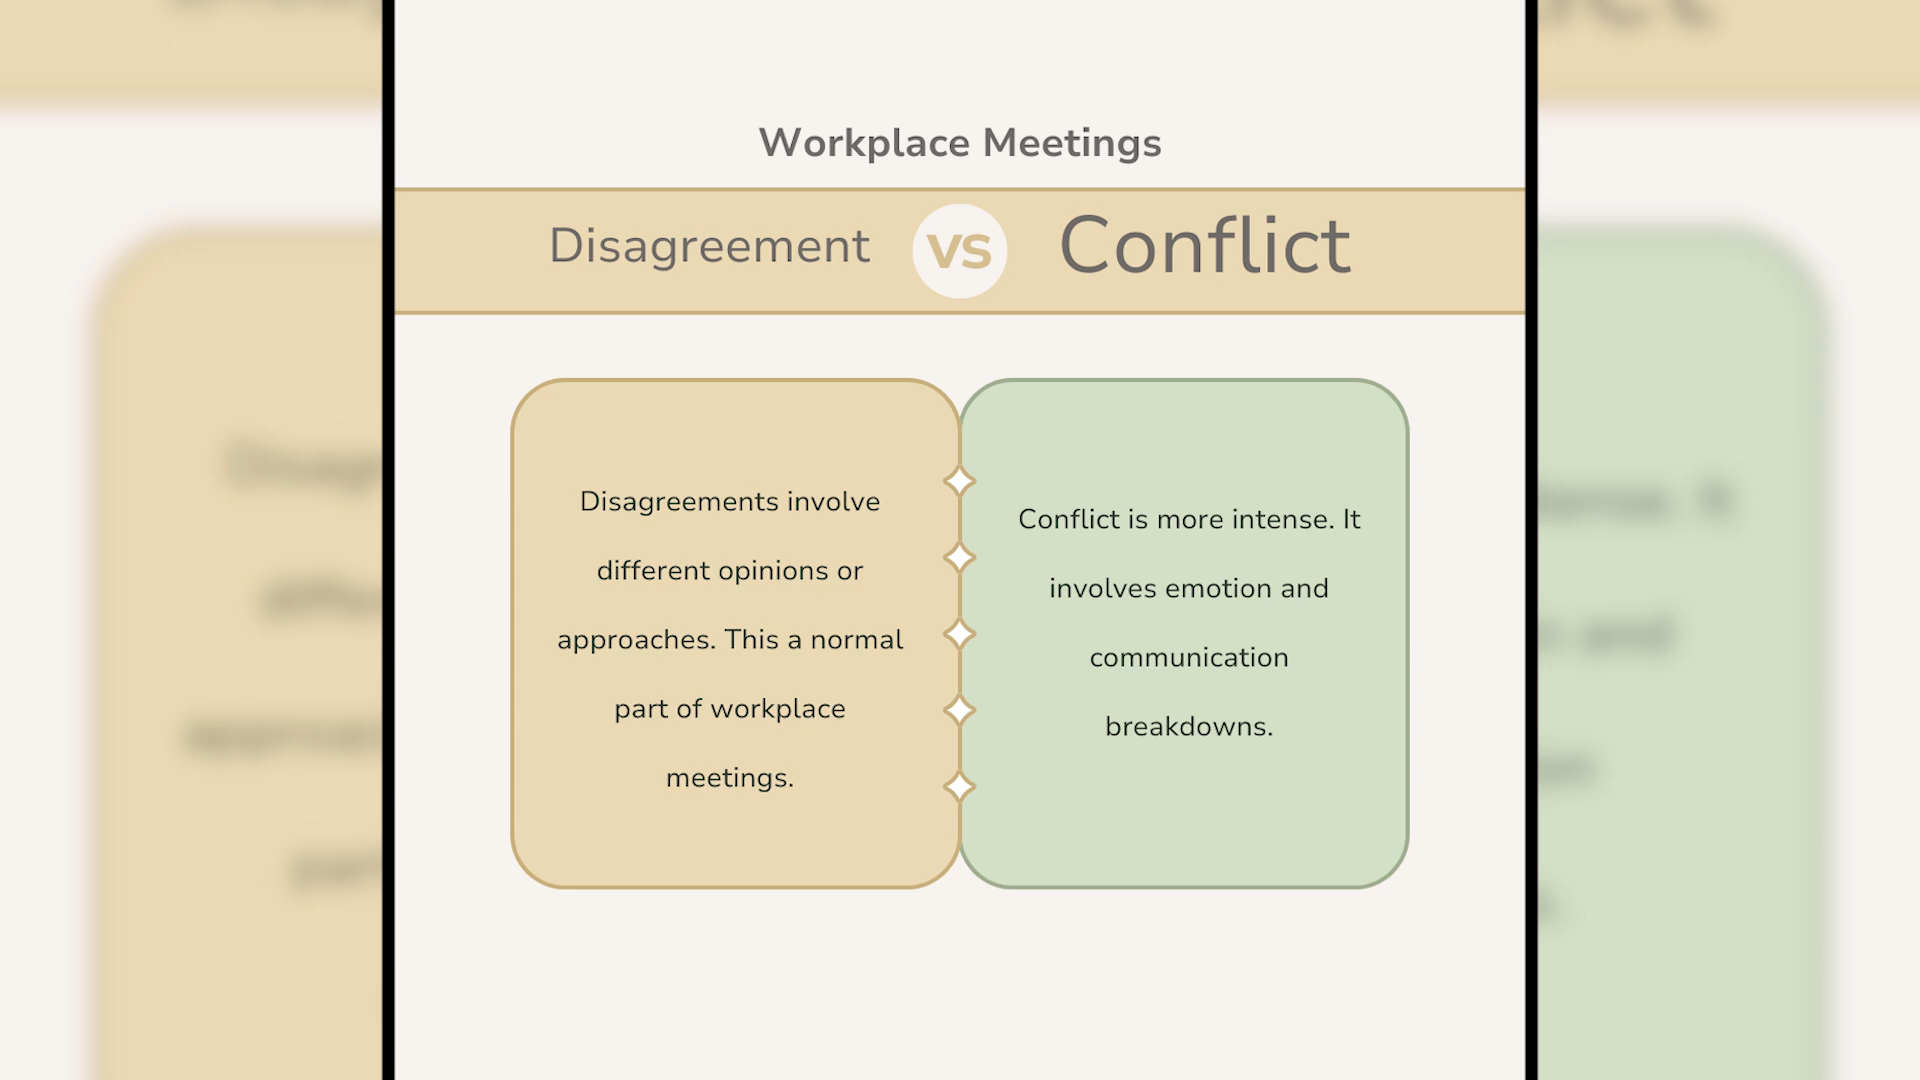 Workplace Meetings
Disagreement VS Conflict
Disagreements involve
different opinions or
approaches. This a normal
part of workplace
meetings.
Conflict is more intense. It
involves emotion and
communication
breakdowns.